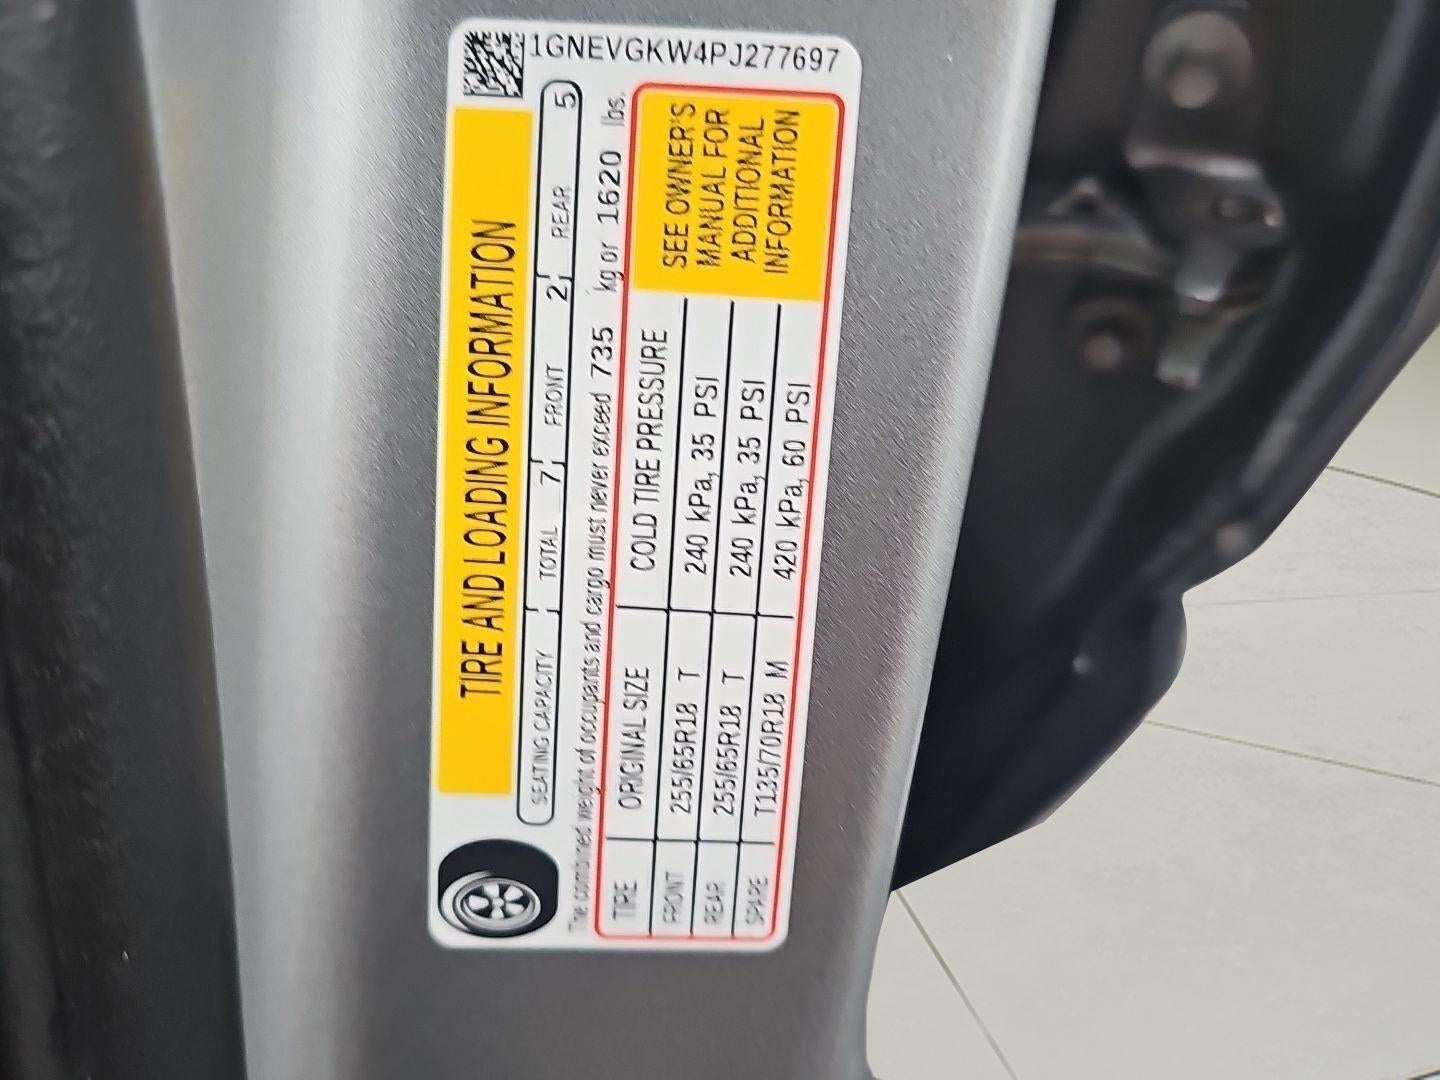 1GNEVGKW4PJ277697
TIRE AND LOADING INFORMATION
SEATING CAPACITY TOTAL 7 FRONT 2 REAR 5
The combined weight of occupants and cargo must never exceed 735 kg or 1620 lbs.
TIRE ORIGINAL SIZE COLD TIRE PRESSURE
FRONT 255/65R18 T 240 kPa, 35 PSI
REAR 255/65R18 T 240 kPa, 35 PSI
SPARE T135/70R18 M 420 kPa, 60 PSI
SEE OWNER'S
MANUAL FOR
ADDITIONAL
INFORMATION